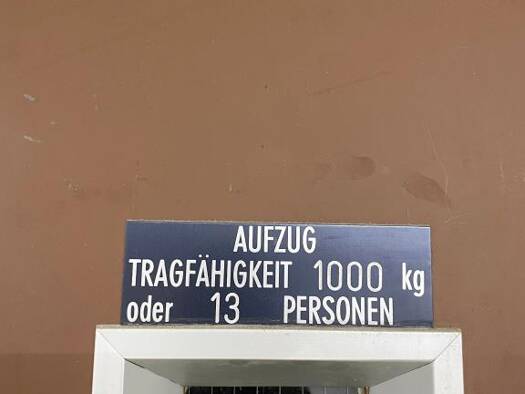 AUFZUG
TRAGFÄHIGKEIT 1000 kg
oder 13 PERSONEN